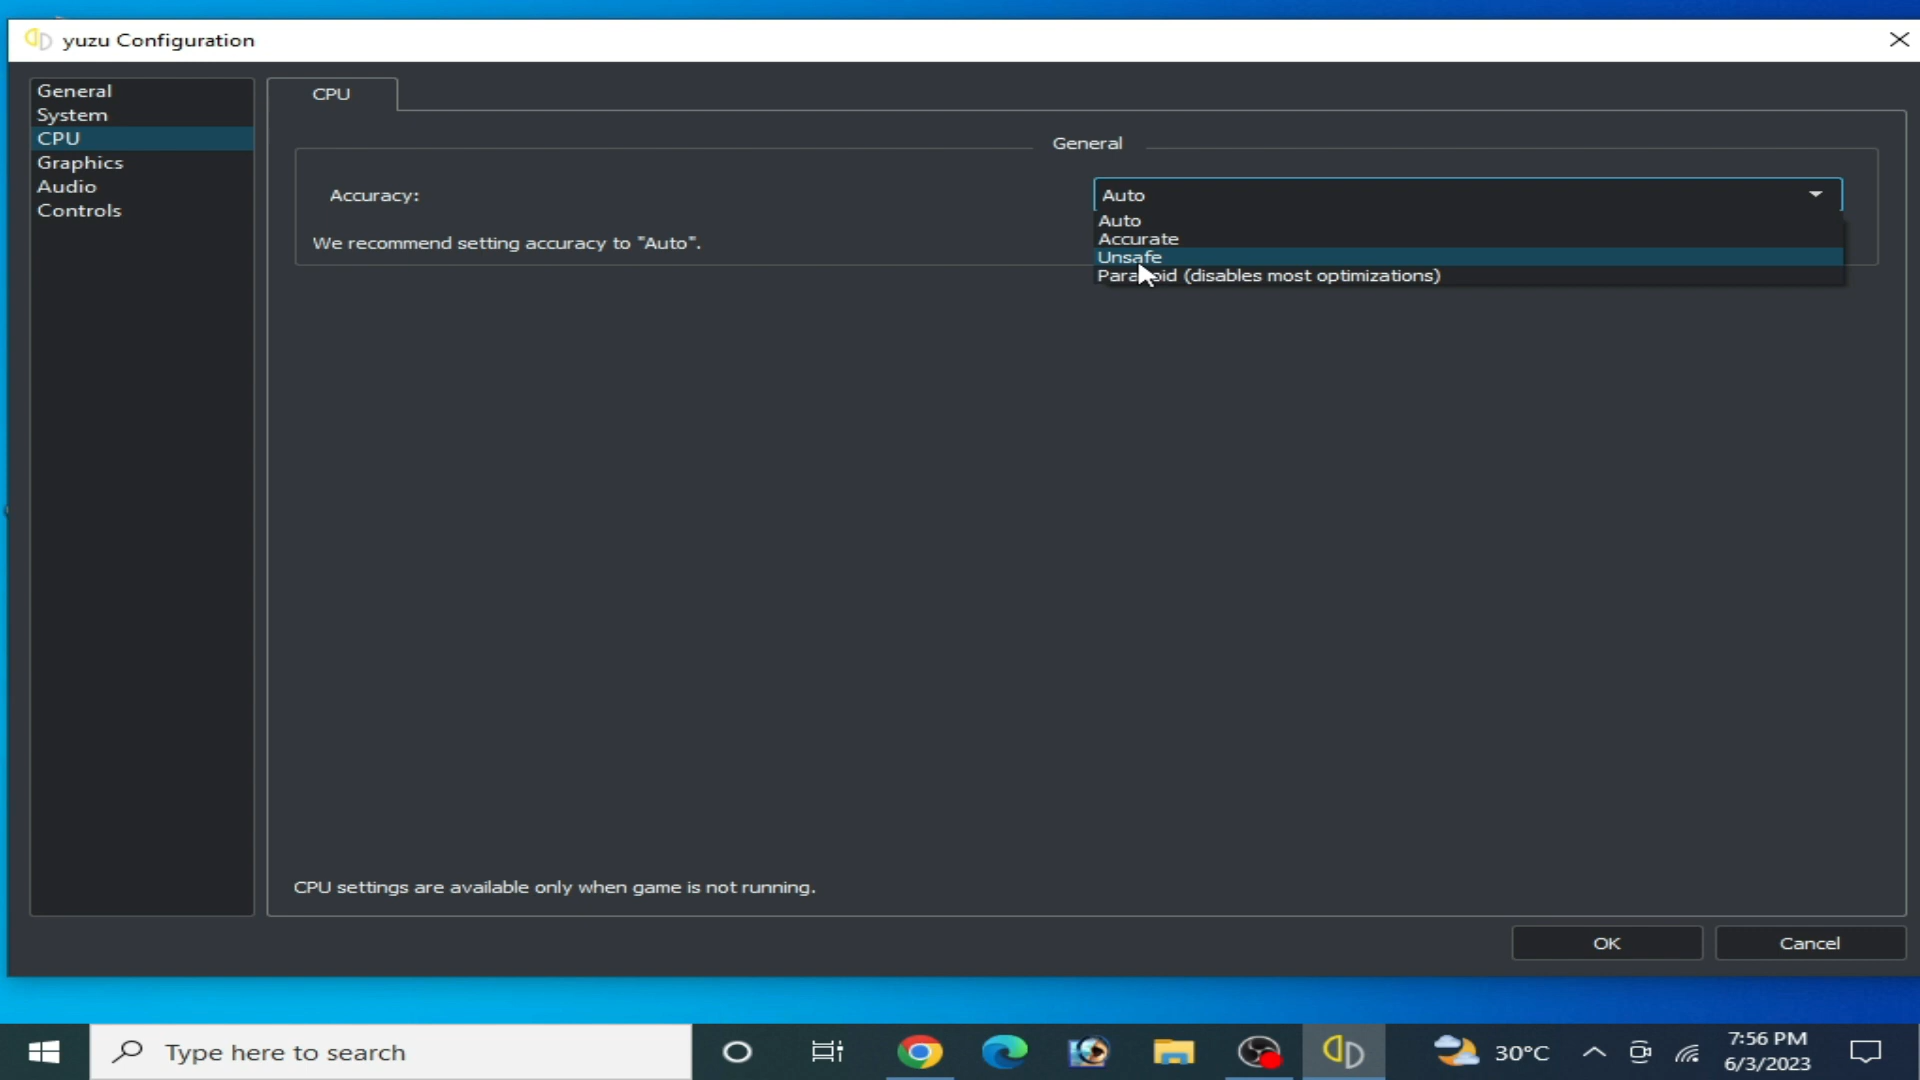 yuzu Configuration
General
System
CPU
Graphics
Audio
Controls
CPU
General
Accuracy:
Auto
We recommend setting accuracy to "Auto".
Auto
Accurate
Unsafe
Paranoid (disables most optimizations)
CPU settings are available only when game is not running.
OK
Cancel
Type here to search
30°C
7:56 PM
6/3/2023